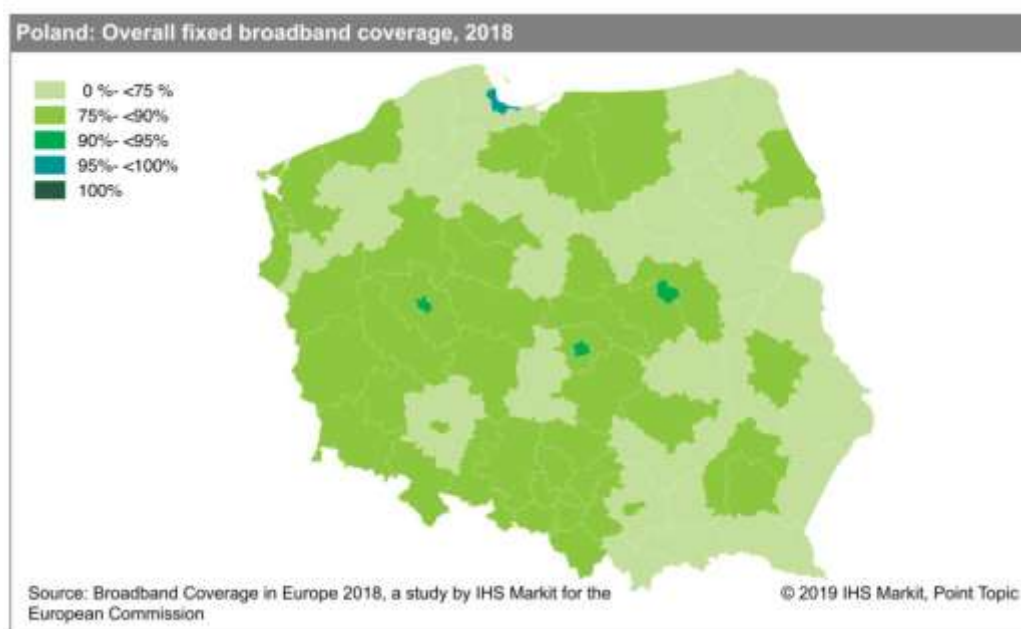 Poland: Overall fixed broadband coverage, 2018
0 %- <75 %
75%- <90%
90%- <95%
95%- <100%
100%
Source: Broadband Coverage in Europe 2018, a study by IHS Markit for the
European Commission
© 2019 IHS Markit, Point Topic